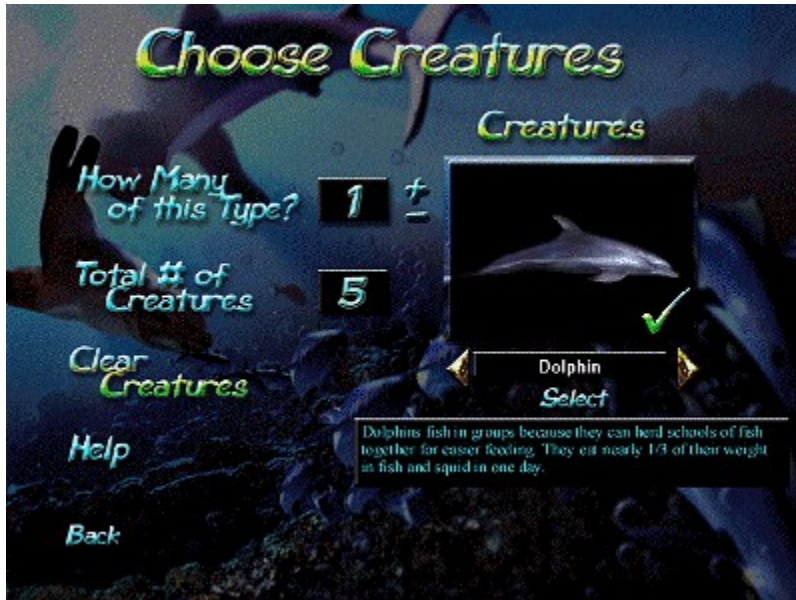 Choose Creatures
Creatures
How Many
of this Type?
1
+
-
Total # of
Creatures
5
Clear
Creatures
Dolphin
Select
Help
Dolphins fish in groups because they can herd schools of fish
together for easier feeding. They eat nearly 1/3 of their weight
in fish and squid in one day.
Back